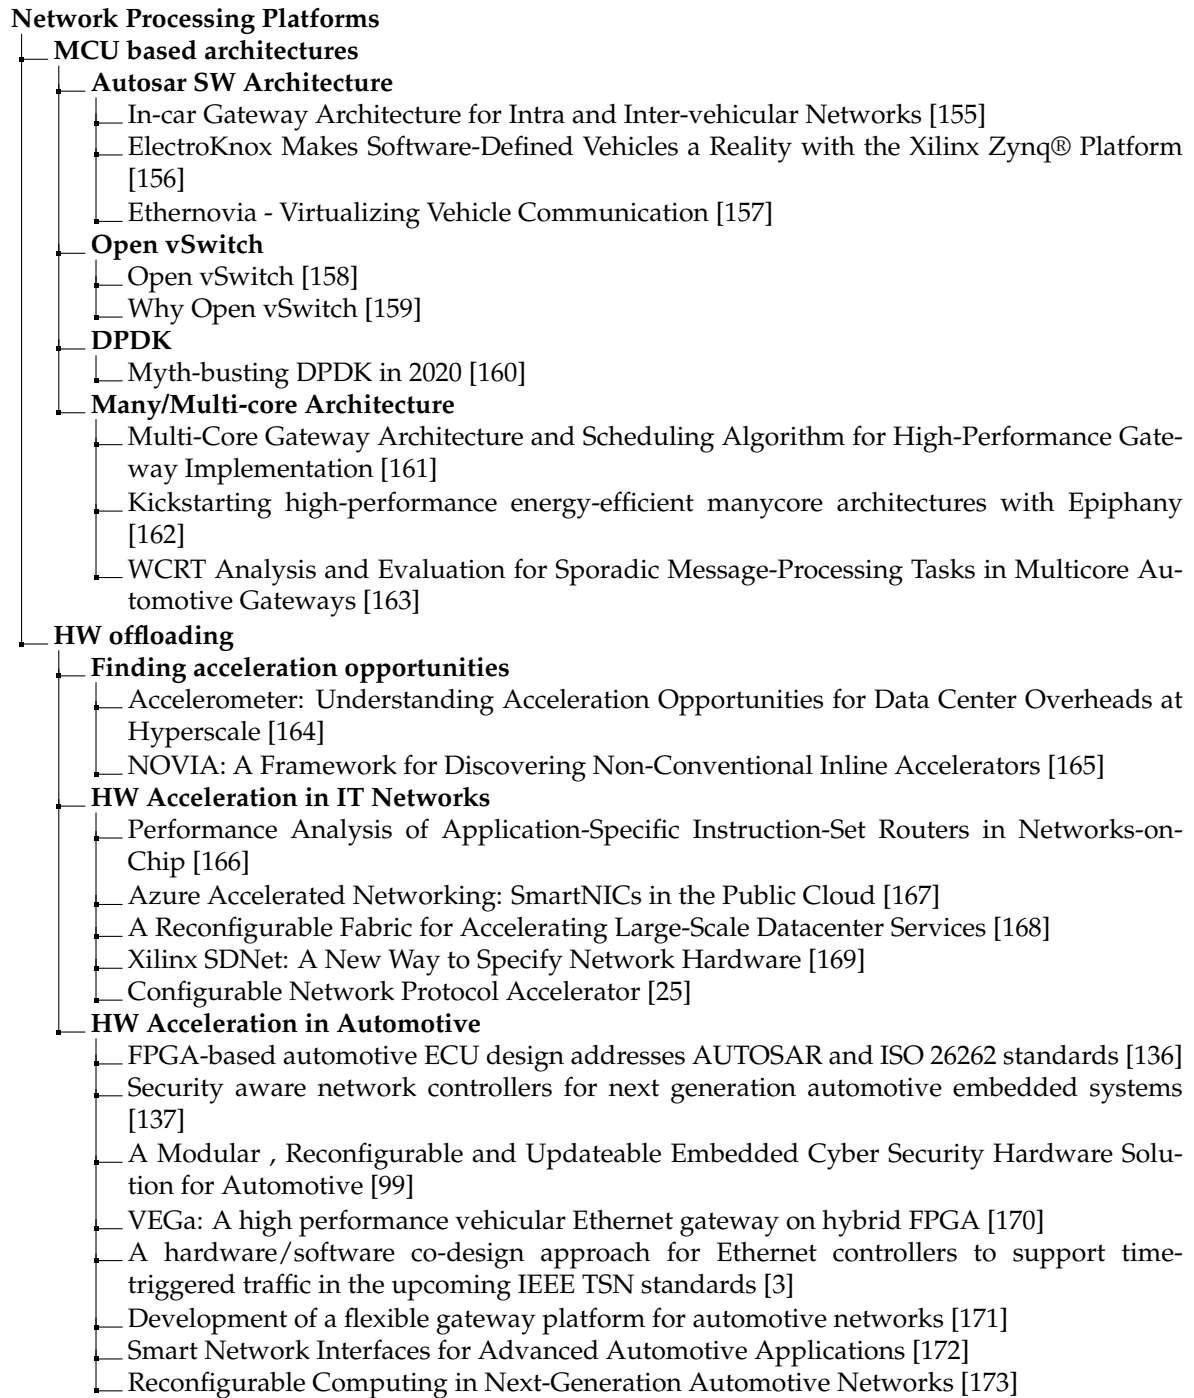 Network Processing Platforms
MCU based architectures
Autosar SW Architecture
In-car Gateway Architecture for Intra and Inter-vehicular Networks [155]
ElectroKnox Makes Software-Defined Vehicles a Reality with the Xilinx Zynq® Platform
[156]
Ethernovia - Virtualizing Vehicle Communication [157]
Open vSwitch
Open vSwitch [158]
Why Open vSwitch [159]
DPDK
Myth-busting DPDK in 2020 [160]
Many/Multi-core Architecture
Multi-Core Gateway Architecture and Scheduling Algorithm for High-Performance Gate-
way Implementation [161]
Kickstarting high-performance energy-efficient manycore architectures with Epiphany
[162]
WCRT Analysis and Evaluation for Sporadic Message-Processing Tasks in Multicore Au-
tomotive Gateways [163]
HW offloading
Finding acceleration opportunities
Accelerometer: Understanding Acceleration Opportunities for Data Center Overheads at
Hyperscale [164]
NOVIA: A Framework for Discovering Non-Conventional Inline Accelerators [165]
HW Acceleration in IT Networks
Performance Analysis of Application-Specific Instruction-Set Routers in Networks-on-
Chip [166]
Azure Accelerated Networking: SmartNICs in the Public Cloud [167]
A Reconfigurable Fabric for Accelerating Large-Scale Datacenter Services [168]
Xilinx SDNet: A New Way to Specify Network Hardware [169]
Configurable Network Protocol Accelerator [25]
HW Acceleration in Automotive
FPGA-based automotive ECU design addresses AUTOSAR and ISO 26262 standards [136]
Security aware network controllers for next generation automotive embedded systems
[137]
A Modular , Reconfigurable and Updateable Embedded Cyber Security Hardware Solu-
tion for Automotive [99]
VEGa: A high performance vehicular Ethernet gateway on hybrid FPGA [170]
A hardware/software co-design approach for Ethernet controllers to support time-
triggered traffic in the upcoming IEEE TSN standards [3]
Development of a flexible gateway platform for automotive networks [171]
Smart Network Interfaces for Advanced Automotive Applications [172]
Reconfigurable Computing in Next-Generation Automotive Networks [173]